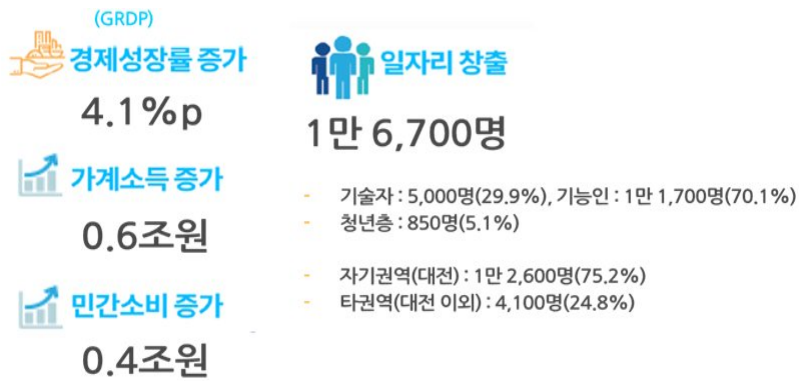 (GRDP)
경제성장률 증가
4.1%p
가계소득 증가
0.6조원
민간소비 증가
0.4조원
일자리 창출
1만 6,700명
- 기술자 : 5,000명(29.9%), 기능인 : 1만 1,700명(70.1%)
- 청년층 : 850명(5.1%)
- 자기권역(대전) : 1만 2,600명(75.2%)
- 타권역(대전 이외) : 4,100명(24.8%)